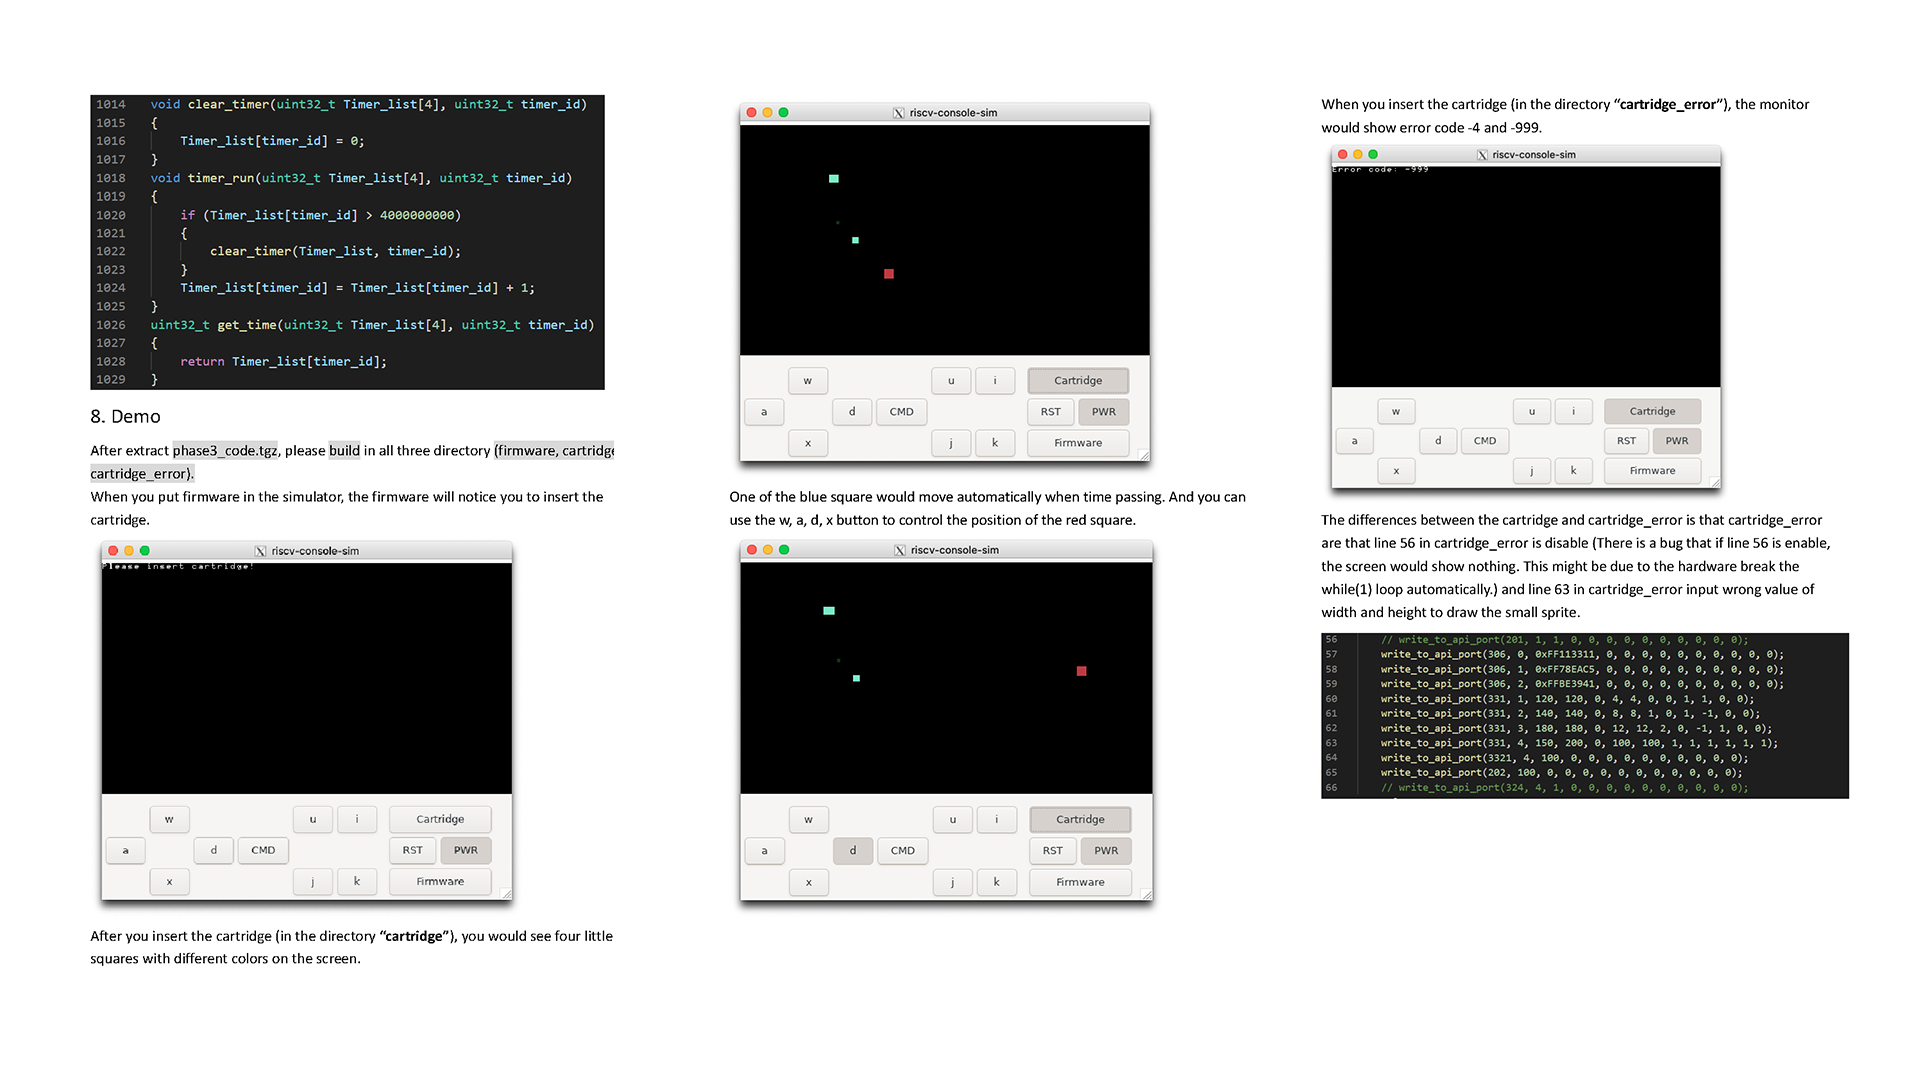 1014 void clear_timer(uint32_t Timer_list[4], uint32_t timer_id)
1015 {
1016 Timer_list[timer_id] = 0;
1017 }
1018 void timer_run(uint32_t Timer_list[4], uint32_t timer_id)
1019 {
1020 if (Timer_list[timer_id] > 4000000000)
1021 {
1022 clear_timer(Timer_list, timer_id);
1023 }
1024 Timer_list[timer_id] = Timer_list[timer_id] + 1;
1025 }
1026 uint32_t get_time(uint32_t Timer_list[4], uint32_t timer_id)
1027 {
1028 return Timer_list[timer_id];
1029 }
8. Demo
After extract phase3_code.tgz, please build in all three directory (firmware, cartridge
cartridge_error).
When you put firmware in the simulator, the firmware will notice you to insert the
cartridge.
X riscv-console-sim
Please insert cartridge!
w u i Cartridge
a d CMD RST PWR
x j k Firmware
After you insert the cartridge (in the directory “cartridge”), you would see four little
squares with different colors on the screen.
X riscv-console-sim
w u i Cartridge
a d CMD RST PWR
x j k Firmware
One of the blue square would move automatically when time passing. And you can
use the w, a, d, x button to control the position of the red square.
X riscv-console-sim
w u i Cartridge
a d CMD RST PWR
x j k Firmware
When you insert the cartridge (in the directory “cartridge_error”), the monitor
would show error code -4 and -999.
X riscv-console-sim
Error code: -999
w u i Cartridge
a d CMD RST PWR
x j k Firmware
The differences between the cartridge and cartridge_error is that cartridge_error
are that line 56 in cartridge_error is disable (There is a bug that if line 56 is enable,
the screen would show nothing. This might be due to the hardware break the
while(1) loop automatically.) and line 63 in cartridge_error input wrong value of
width and height to draw the small sprite.
56 // write_to_api_port(201, 1, 1, 0, 0, 0, 0, 0, 0, 0, 0, 0, 0);
57 write_to_api_port(306, 0, 0xFF113311, 0, 0, 0, 0, 0, 0, 0, 0, 0);
58 write_to_api_port(306, 1, 0xFF78EAC5, 0, 0, 0, 0, 0, 0, 0, 0, 0);
59 write_to_api_port(306, 2, 0xFFBE3941, 0, 0, 0, 0, 0, 0, 0, 0, 0);
60 write_to_api_port(331, 1, 120, 120, 0, 4, 4, 0, 0, 1, 1, 0, 0);
61 write_to_api_port(331, 2, 140, 140, 0, 8, 8, 1, 0, 1, -1, 0, 0);
62 write_to_api_port(331, 3, 180, 180, 0, 12, 12, 2, 0, -1, 1, 0, 0);
63 write_to_api_port(331, 4, 150, 200, 0, 100, 100, 1, 1, 1, 1, 1, 1);
64 write_to_api_port(3321, 4, 100, 0, 0, 0, 0, 0, 0, 0, 0, 0, 0);
65 write_to_api_port(202, 100, 0, 0, 0, 0, 0, 0, 0, 0, 0, 0);
66 // write_to_api_port(324, 4, 1, 0, 0, 0, 0, 0, 0, 0, 0, 0, 0);